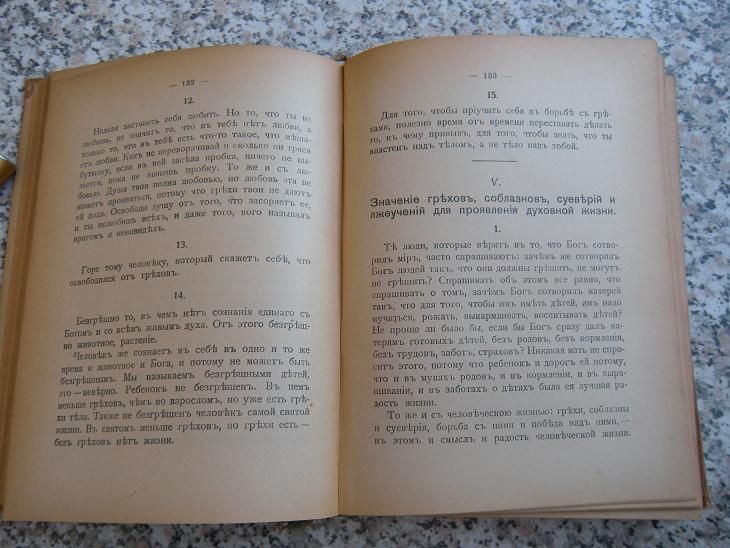 — 132 —
12.
Нельзя заставить себя любить. Но то, что ты не
любишь, не значитъ то, что въ тебѣ нѣтъ любви, а
только то, что въ тебѣ есть что-то такое, что мѣша-
етъ любви. Какъ не переворачивай и сколько ни тряси
бутылку, если въ ней засѣла пробка, ничего не вы-
льется, пока не вынешь пробку. То же и съ лю-
бовью. Душа твоя полна любовью, но любовь эта не
можетъ проявиться, потому что грѣхи твои не даютъ
ей хода. Освободи душу отъ того, что засоряетъ ее,
и ты полюбишь всѣхъ, и даже того, кого называлъ
врагомъ и ненавидѣлъ.
13.
Горе тому человѣку, который скажетъ себѣ, что
освободился отъ грѣховъ.
14.
Безгрѣшно то, въ чемъ нѣтъ сознанія единаго съ
Богомъ и со всѣмъ живымъ духа. Отъ этого безгрѣш-
но животное, растеніе.
Человѣкъ же сознаетъ въ себѣ въ одно и то же
время и животное и Бога, и потому не можетъ быть
безгрѣшнымъ. Мы называемъ безгрѣшными дѣтей,
это—невѣрно. Ребенокъ не безгрѣшенъ. Въ немъ
меньше грѣховъ, чѣмъ во взросломъ, но уже есть грѣ-
хи тѣла. Также не безгрѣшенъ человѣкъ самой святой
жизни. Въ святомъ меньше грѣховъ, но грѣхи есть—
безъ грѣховъ нѣтъ жизни.
— 133 —
15.
Для того, чтобы пріучить себя къ борьбѣ съ грѣ-
хами, полезно время отъ времени переставать дѣлать
то, къ чему привыкъ, для того, чтобы знать, что ты
властенъ надъ тѣломъ, а не тѣло надъ тобой.
V.
Значеніе грѣховъ, соблазновъ, суевѣрій и
лжеученій для проявленія духовной жизни.
1.
Тѣ люди, которые вѣрятъ въ то, что Богъ сотво-
рилъ міръ, часто спрашиваютъ: зачѣмъ же сотворилъ
Богъ людей такъ, что они должны грѣшить, не могутъ
не грѣшить? Спрашивать объ этомъ все равно, что
спрашивать о томъ, зачѣмъ Богъ сотворилъ матерей
такъ, что для того, чтобы имъ имѣть дѣтей, имъ надо
мучиться, рожать, выкармливать, воспитывать дѣтей?
Не проще ли было бы, если бы Богъ сразу далъ ма-
терямъ готовыхъ дѣтей, безъ родовъ, безъ кормленія,
безъ трудовъ, заботъ, страховъ? Никакая мать не спро-
ситъ этого, потому что ребенокъ и дорогъ ей потому,
что и въ мукахъ родовъ, и въ кормленіи, и въ выра-
щиваніи, и въ заботахъ о дѣтяхъ была ея лучшая ра-
дость жизни.
То же и съ человѣческою жизнью: грѣхи, соблазны
и суевѣрія, борьба съ ними и побѣда надъ ними,—
въ этомъ и смыслъ и радость человѣческой жизни.